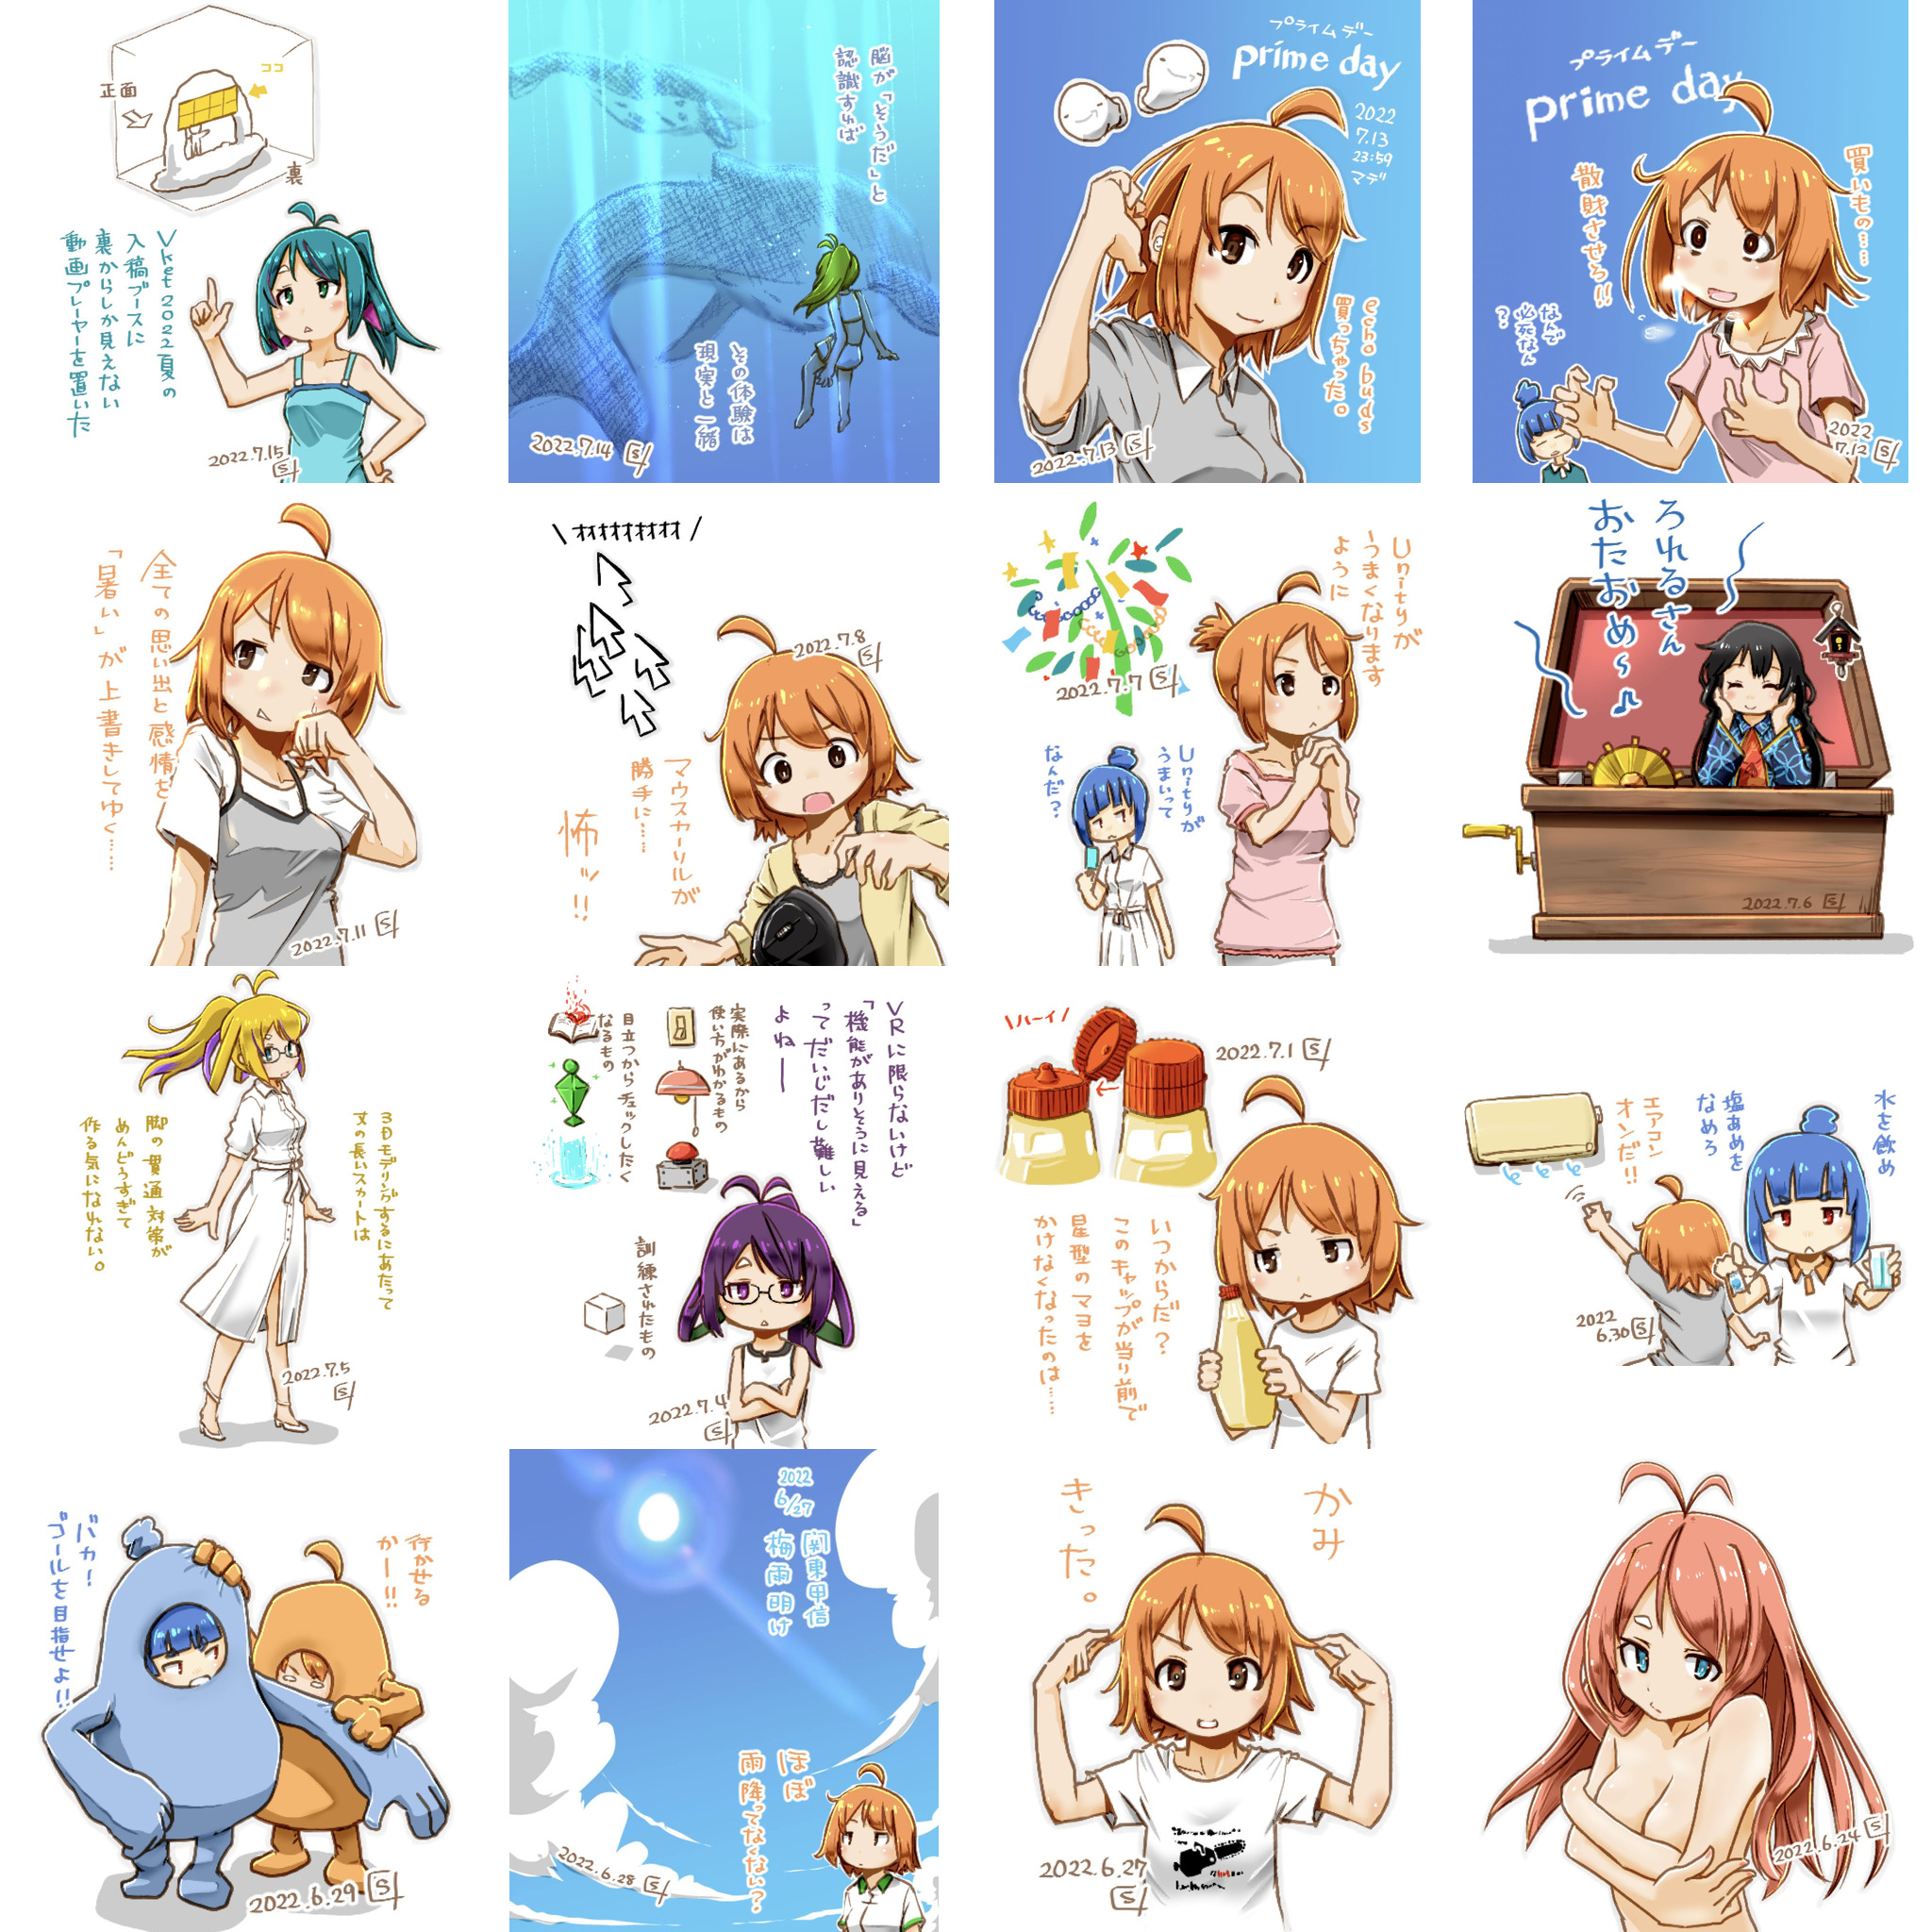 正面
ココ
裏
Vket2022夏の
入稿ブースに
裏からしか見えない
動画プレーヤーを置いた
2022.7.15
脳が「そうだ」と
認識すれば
その体験は
現実と一緒
2022.7.14
プライムデー
prime day
2022
7.13
23:59
マデ
echo buds
買っちゃった。
2022.7.13
プライムデー
prime day
買いもの…
散財させろ!!
なんで
必死なん
?
2022
7.12
全ての思い出と感情を
「暑い」が上書きしてゆく……
2022.7.11
\オオオオオオオオ/
2022.7.8
マウスカーソルが
勝手に……
怖ッ!!
Unityが
うまくなります
ように
2022.7.7
Unityが
うまいって
なんだ?
ろれるさん
おたおめ〜♪
2022.7.6
3Dモデリングするにあたって
丈の長いスカートは
脚の貫通対策が
めんどうすぎて
作る気になれない。
2022.7.5
VRに限らないけど
「機能がありそうに見える」
ってだいじだし難しい
よねー
実際にあるから
使い方がわかるもの
目立つからチェックしたく
なるもの
訓練されたもの
2022.7.4
\ハーイ/
2022.7.1
いつからだ?
このキャップが当り前で
星型のマヨを
かけなくなったのは……
水を飲め
塩あめを
なめろ
エアコン
オンだ!!
2022
6.30
行かせる
かー!!
バカ!
ゴールを目指せよ!!
2022.6.29
2022
6/27
関東甲信
梅雨明け
ほぼ
雨降ってなくない?
2022.6.28
かみ
きった。
2022.6.27
2022.6.24